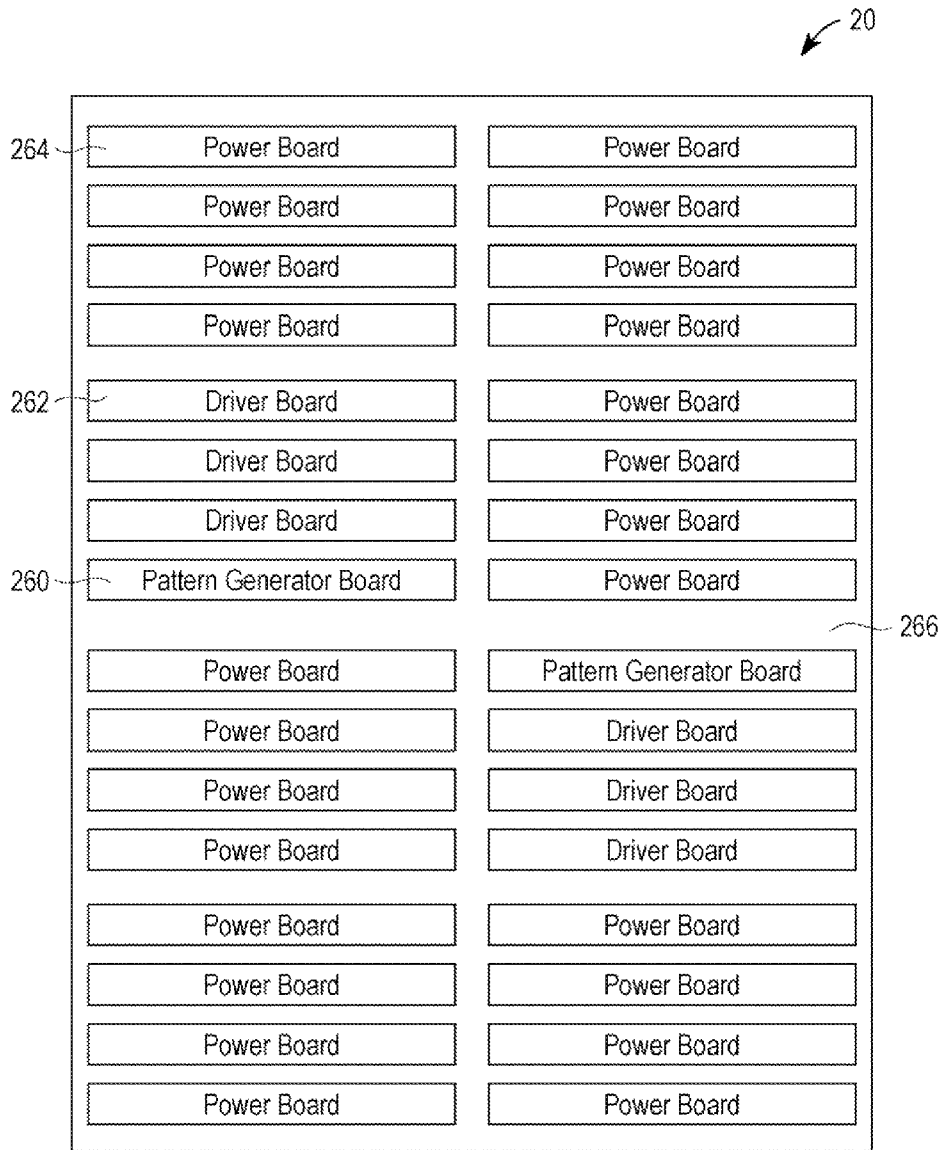 20
264 Power Board Power Board
Power Board Power Board
Power Board Power Board
Power Board Power Board
262 Driver Board Power Board
Driver Board Power Board
Driver Board Power Board
260 Pattern Generator Board Power Board
266
Power Board Pattern Generator Board
Power Board Driver Board
Power Board Driver Board
Power Board Driver Board
Power Board Power Board
Power Board Power Board
Power Board Power Board
Power Board Power Board